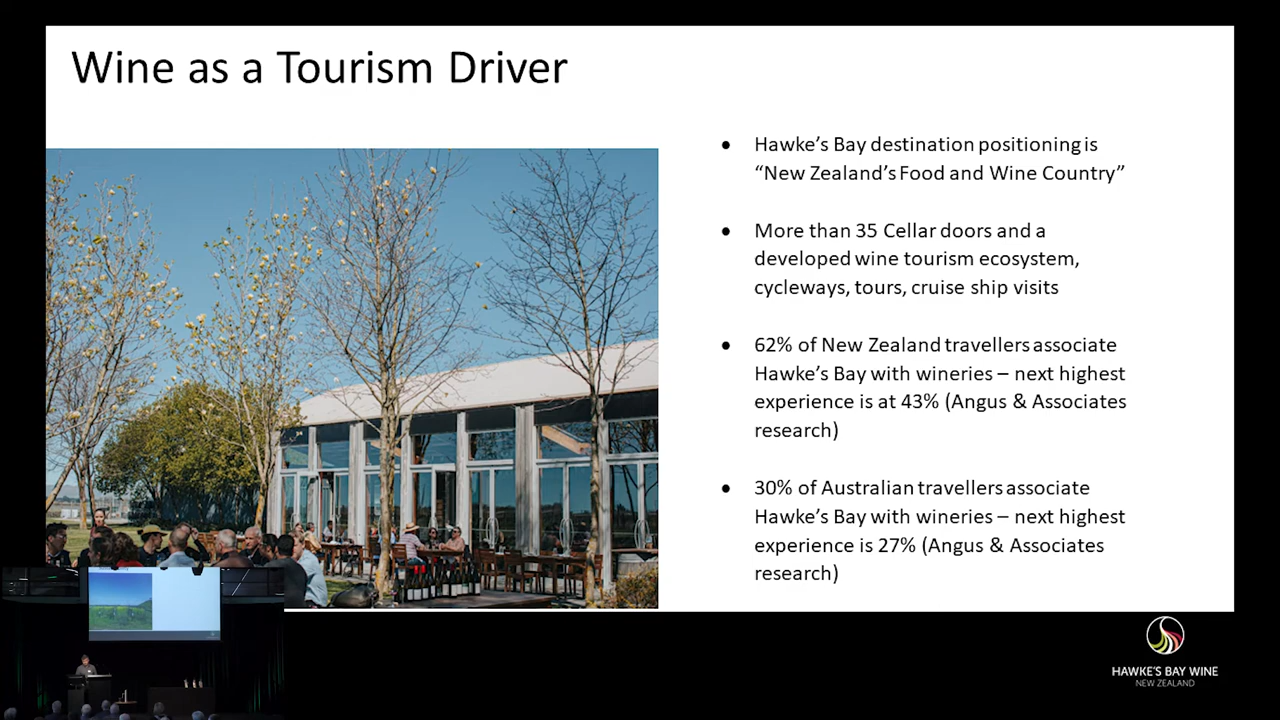 Wine as a Tourism Driver
• Hawke’s Bay destination positioning is
“New Zealand’s Food and Wine Country”
• More than 35 Cellar doors and a
developed wine tourism ecosystem,
cycleways, tours, cruise ship visits
• 62% of New Zealand travellers associate
Hawke’s Bay with wineries – next highest
experience is at 43% (Angus & Associates
research)
• 30% of Australian travellers associate
Hawke’s Bay with wineries – next highest
experience is 27% (Angus & Associates
research)
HAWKE'S BAY WINE
NEW ZEALAND